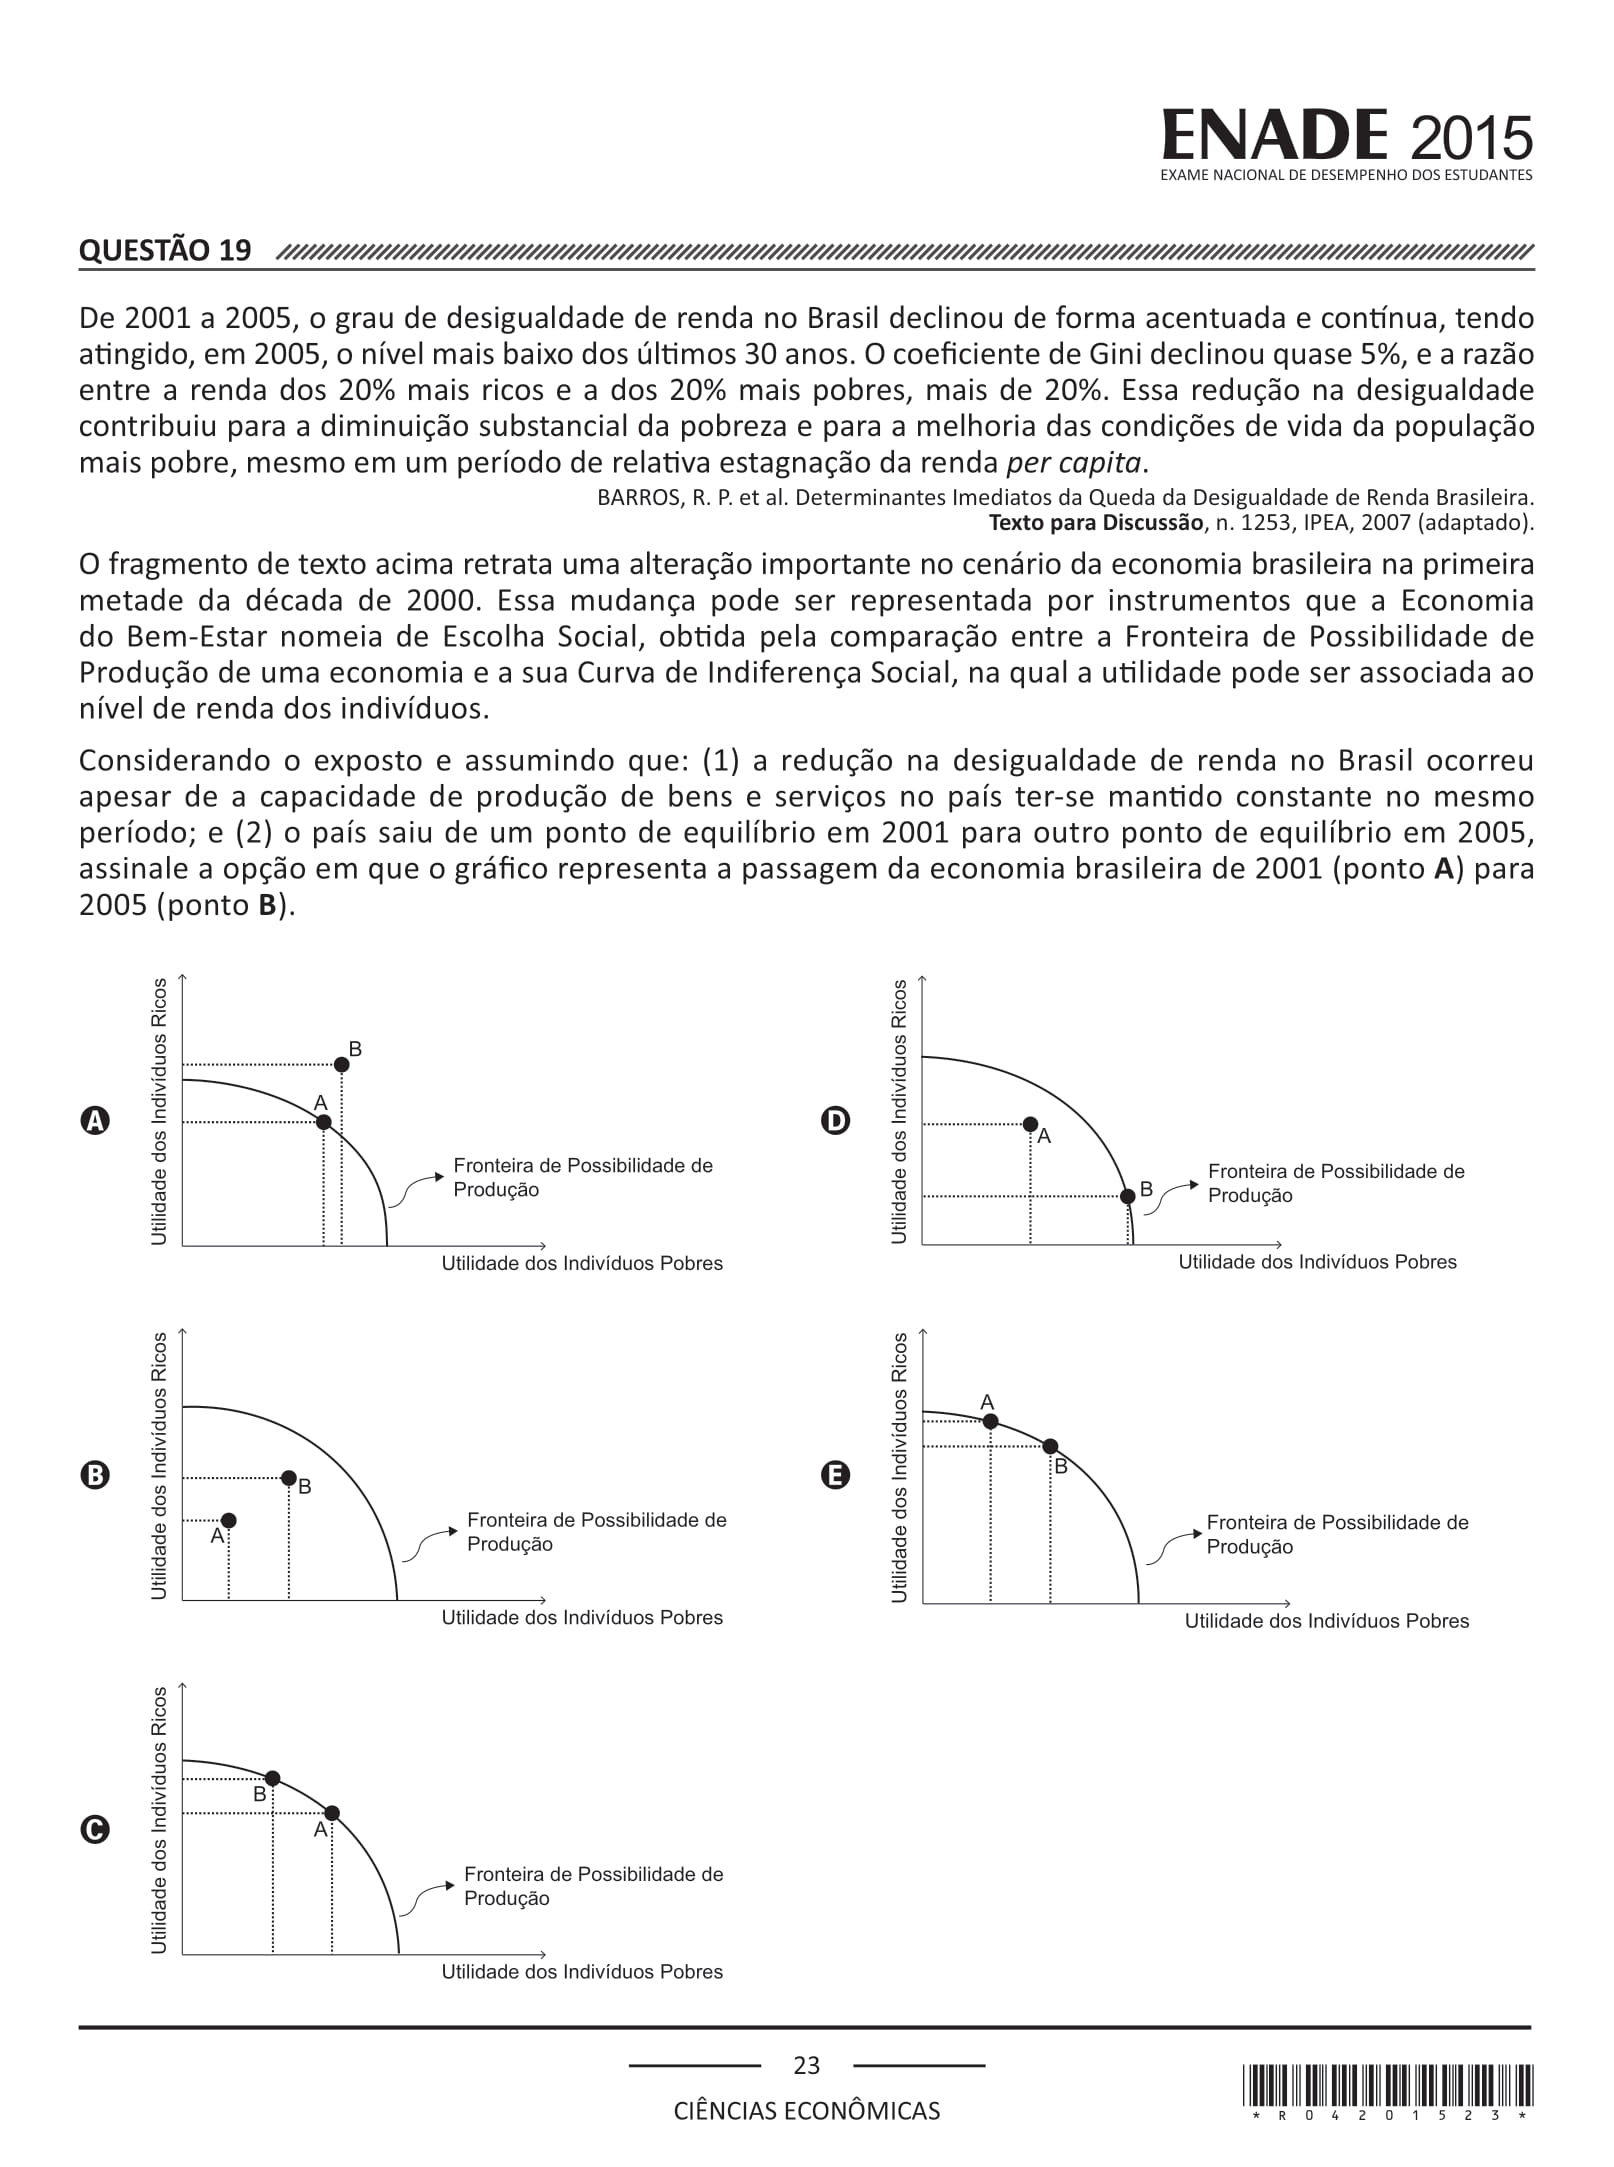 ENADE 2015
EXAME NACIONAL DE DESEMPENHO DOS ESTUDANTES
QUESTÃO 19
De 2001 a 2005, o grau de desigualdade de renda no Brasil declinou de forma acentuada e contínua, tendo
atingido, em 2005, o nível mais baixo dos últimos 30 anos. O coeficiente de Gini declinou quase 5%, e a razão
entre a renda dos 20% mais ricos e a dos 20% mais pobres, mais de 20%. Essa redução na desigualdade
contribuiu para a diminuição substancial da pobreza e para a melhoria das condições de vida da população
mais pobre, mesmo em um período de relativa estagnação da renda per capita.
BARROS, R. P. et al. Determinantes Imediatos da Queda da Desigualdade de Renda Brasileira.
Texto para Discussão, n. 1253, IPEA, 2007 (adaptado).
O fragmento de texto acima retrata uma alteração importante no cenário da economia brasileira na primeira
metade da década de 2000. Essa mudança pode ser representada por instrumentos que a Economia
do Bem-Estar nomeia de Escolha Social, obtida pela comparação entre a Fronteira de Possibilidade de
Produção de uma economia e a sua Curva de Indiferença Social, na qual a utilidade pode ser associada ao
nível de renda dos indivíduos.
Considerando o exposto e assumindo que: (1) a redução na desigualdade de renda no Brasil ocorreu
apesar de a capacidade de produção de bens e serviços no país ter-se mantido constante no mesmo
período; e (2) o país saiu de um ponto de equilíbrio em 2001 para outro ponto de equilíbrio em 2005,
assinale a opção em que o gráfico representa a passagem da economia brasileira de 2001 (ponto A) para
2005 (ponto B).
A
Utilidade dos Indivíduos Ricos
B
A
Fronteira de Possibilidade de
Produção
Utilidade dos Indivíduos Pobres
B
Utilidade dos Indivíduos Ricos
B
A
Fronteira de Possibilidade de
Produção
Utilidade dos Indivíduos Pobres
C
Utilidade dos Indivíduos Ricos
B
A
Fronteira de Possibilidade de
Produção
Utilidade dos Indivíduos Pobres
D
Utilidade dos Indivíduos Ricos
A
B
Fronteira de Possibilidade de
Produção
Utilidade dos Indivíduos Pobres
E
Utilidade dos Indivíduos Ricos
A
B
Fronteira de Possibilidade de
Produção
Utilidade dos Indivíduos Pobres
23
CIÊNCIAS ECONÔMICAS
* R 0 4 2 0 1 5 2 3 *